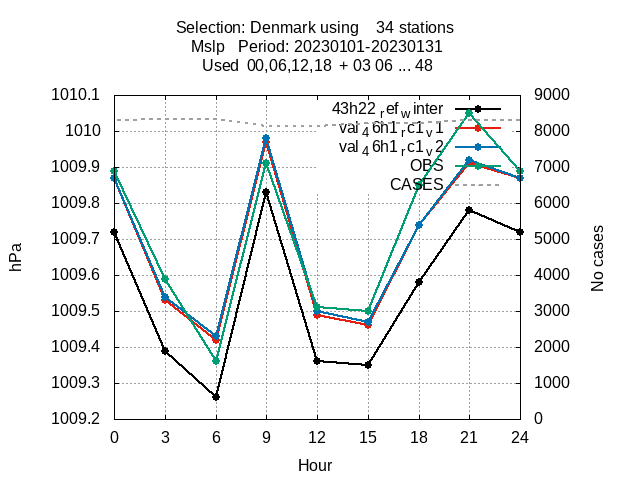 Selection: Denmark using    34 stations
Mslp   Period: 20230101-20230131
Used  00,06,12,18  + 03 06 ... 48
1010.1
1010
1009.9
1009.8
1009.7
1009.6
1009.5
1009.4
1009.3
1009.2
hPa
43h22refwinter
val46h1rc1v1
val46h1rc1v2
OBS
CASES
9000
8000
7000
6000
5000
4000
3000
2000
1000
0
No cases
0 3 6 9 12 15 18 21 24
Hour